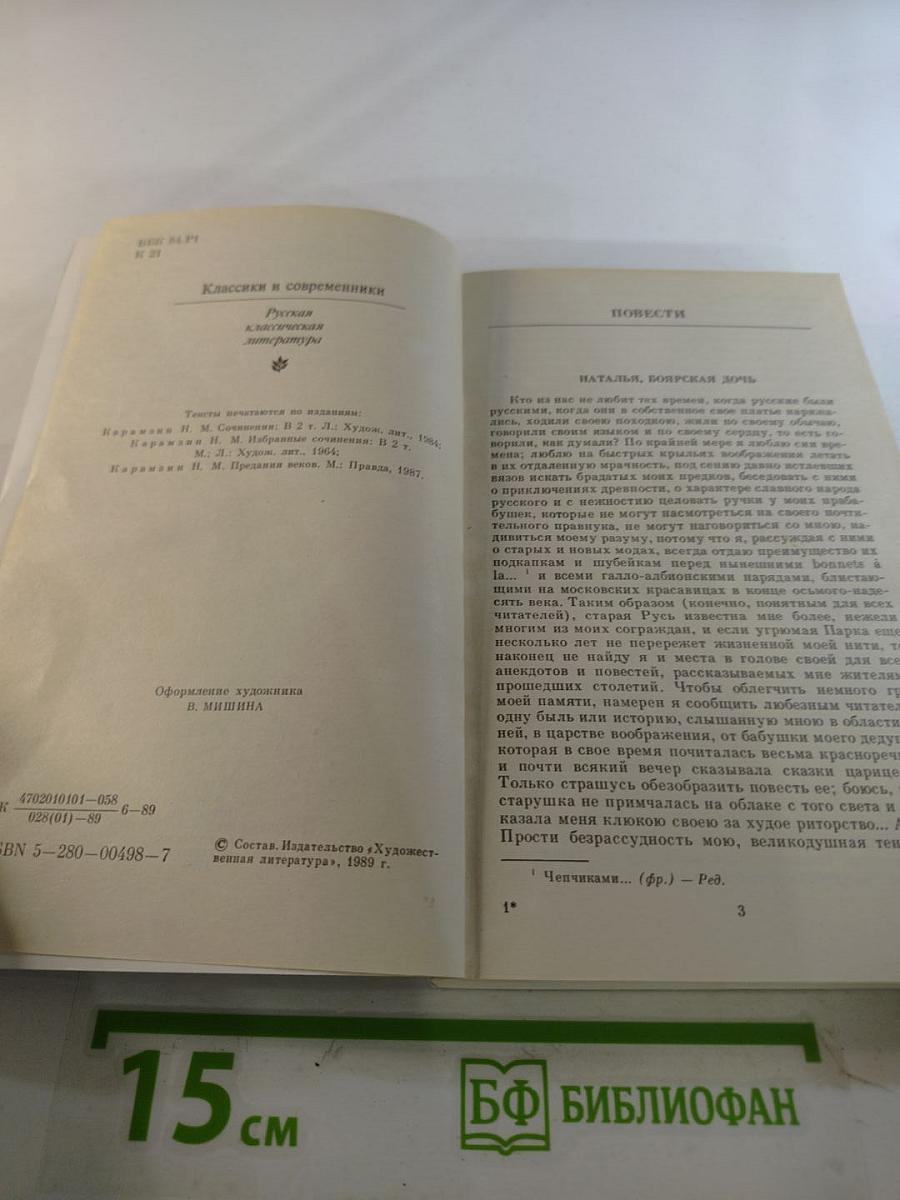 ББК 84.Р1
К 21
Классики и современники
Русская
классическая
литература
Тексты печатаются по изданиям:
Карамзин Н. М. Сочинения: В 2 т. Л.: Худож. лит., 1984;
Карамзин Н. М. Избранные сочинения: В 2 т.
М.; Л.: Худож. лит., 1964;
Карамзин Н. М. Предания веков. М.: Правда, 1987.
Оформление художника
В. МИШИНА
К 4702010101—058
028(01)—89 6—89
SBN 5—280—00498—7
© Состав. Издательство «Художест-
венная литература», 1989 г.
ПОВЕСТИ
НАТАЛЬЯ, БОЯРСКАЯ ДОЧЬ
Кто из нас не любит тех времен, когда русские были
русскими, когда они в собственное свое платье наряжа-
лись, ходили своею походкою, жили по своему обычаю,
говорили своим языком и по своему сердцу, то есть го-
ворили, как думали? По крайней мере я люблю сии вре-
мена; люблю на быстрых крыльях воображения летать
в их отдаленную мрачность, под сению давно истлевших
вязов искать брадатых моих предков, беседовать с ними
о приключениях древности, о характере славного народа
русского и с нежностию целовать ручки у моих праба-
бушек, которые не могут насмотреться на своего почти-
тельного правнука, не могут наговориться со мною, на-
дивиться моему разуму, потому что я, рассуждая с ними
о старых и новых модах, всегда отдаю преимущество их
подкапкам и шубейкам перед нынешними bonnets à
la... ¹ и всеми галло-албионскими нарядами, блистаю-
щими на московских красавицах в конце осьмого-наде-
сять века. Таким образом (конечно, понятным для всех
читателей), старая Русь известна мне более, нежели
многим из моих сограждан, и если угрюмая Парка еще
несколько лет не перережет жизненной моей нити, т
наконец не найду я и места в голове своей для все
анекдотов и повестей, рассказываемых мне жителям
прошедших столетий. Чтобы облегчить немного гр
моей памяти, намерен я сообщить любезным читател
одну быль или историю, слышанную мною в области
ней, в царстве воображения, от бабушки моего дедуш
которая в свое время почиталась весьма красноречи
и почти всякий вечер сказывала сказки царице
Только страшусь обезобразить повесть ее; боюсь,
старушка не примчалась на облаке с того света и
казала меня клюкою своею за худое риторство...
Прости безрассудность мою, великодушная тен
¹ Чепчиками... (фр.) — Ред.
1*
3
15 см
БФ БИБЛИОФАН